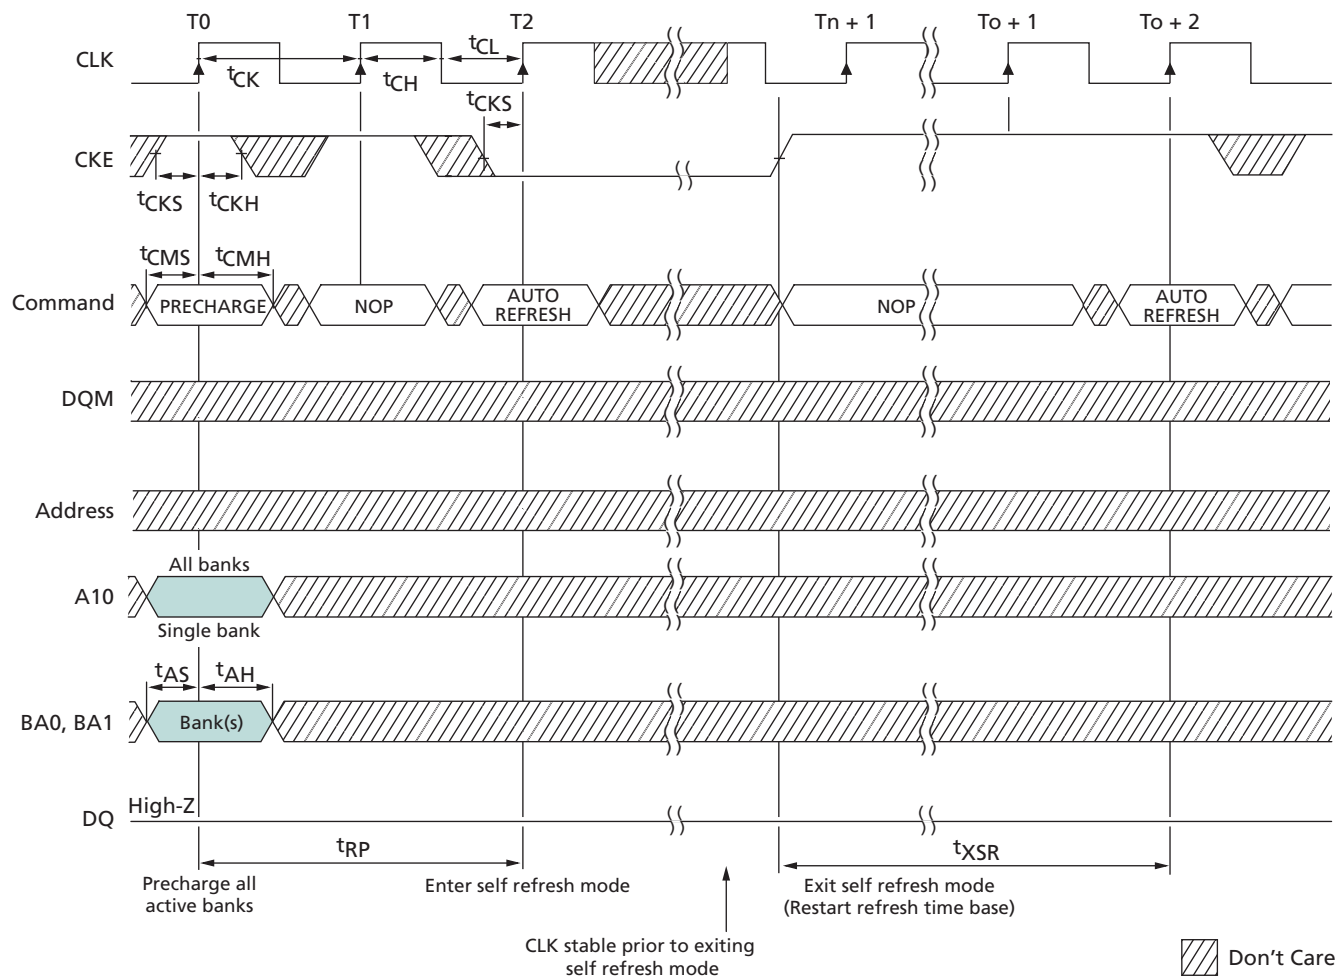 T0 T1 T2 Tn + 1 To + 1 To + 2
CLK
tCK
tCH
tCL
tCKS
CKE
tCKS
tCKH
tCMS
tCMH
Command
PRECHARGE
NOP
AUTO
REFRESH
NOP
AUTO
REFRESH
DQM
Address
All banks
A10
Single bank
tAS
tAH
BA0, BA1
Bank(s)
High-Z
DQ
tRP
tXSR
Precharge all
active banks
Enter self refresh mode
Exit self refresh mode
(Restart refresh time base)
CLK stable prior to exiting
self refresh mode
Don't Care